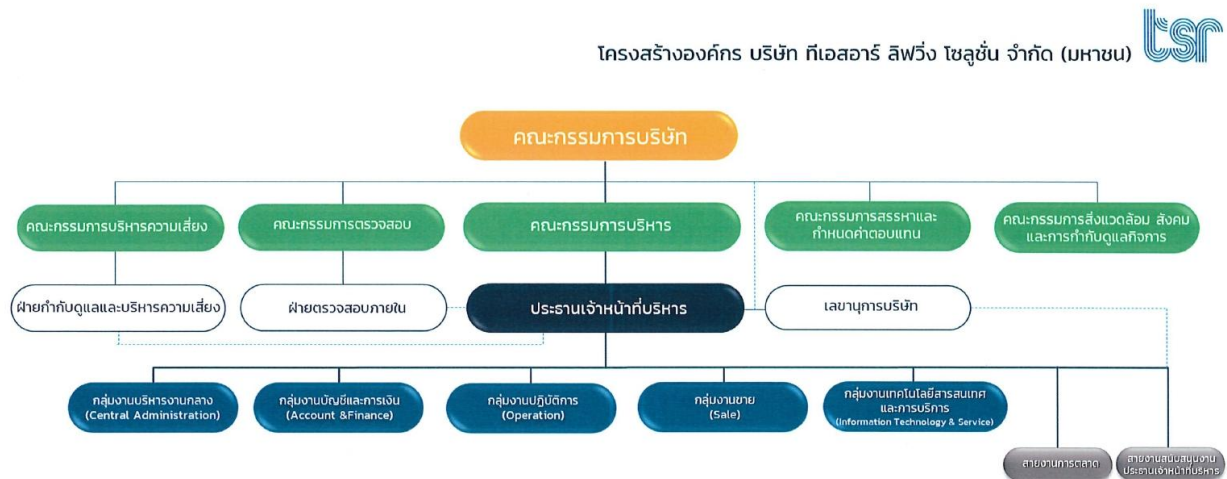 tsr
โครงสร้างองค์กร บริษัท ทีเอสอาร์ ลิฟวิ่ง โซลูชั่น จำกัด (มหาชน)
คณะกรรมการบริษัท
คณะกรรมการบริหารความเสี่ยง
คณะกรรมการตรวจสอบ
คณะกรรมการบริหาร
คณะกรรมการสรรหาและ
กำหนดค่าตอบแทน
คณะกรรมการสิ่งแวดล้อม สังคม
และการกำกับดูแลกิจการ
ฝ่ายกำกับดูแลและบริหารความเสี่ยง
ฝ่ายตรวจสอบภายใน
ประธานเจ้าหน้าที่บริหาร
เลขานุการบริษัท
กลุ่มงานบริหารงานกลาง
(Central Administration)
กลุ่มงานบัญชีและการเงิน
(Account &Finance)
กลุ่มงานปฏิบัติการ
(Operation)
กลุ่มงานขาย
(Sale)
กลุ่มงานเทคโนโลยีสารสนเทศ
และการบริการ
(Information Technology & Service)
สายงานการตลาด
สายงานสนับสนุนงาน
ประธานเจ้าหน้าที่บริหาร